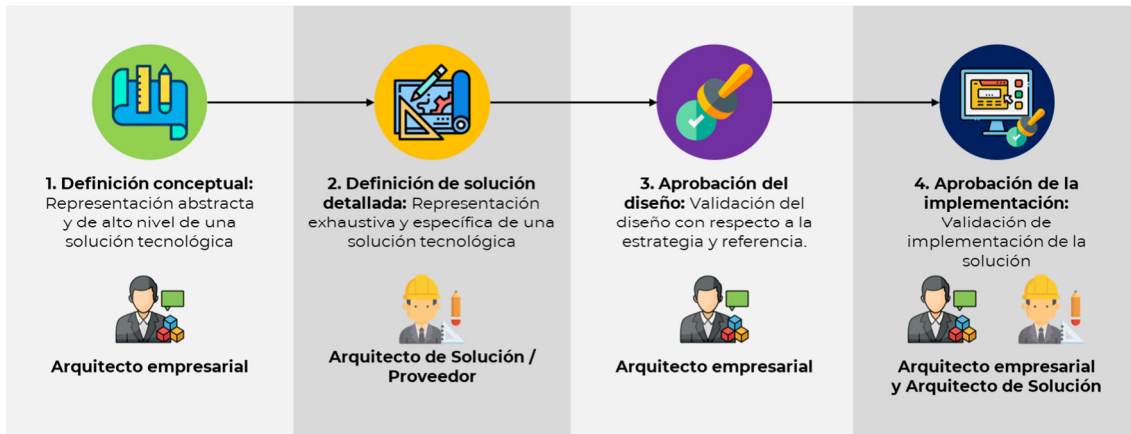 1. Definición conceptual:
Representación abstracta
y de alto nivel de una
solución tecnológica
Arquitecto empresarial
2. Definición de solución
detallada: Representación
exhaustiva y específica de una
solución tecnológica
Arquitecto de Solución /
Proveedor
3. Aprobación del
diseño: Validación del
diseño con respecto a la
estrategia y referencia.
Arquitecto empresarial
4. Aprobación de la
implementación:
Validación de
implementación de la
solución
Arquitecto empresarial
y Arquitecto de Solución